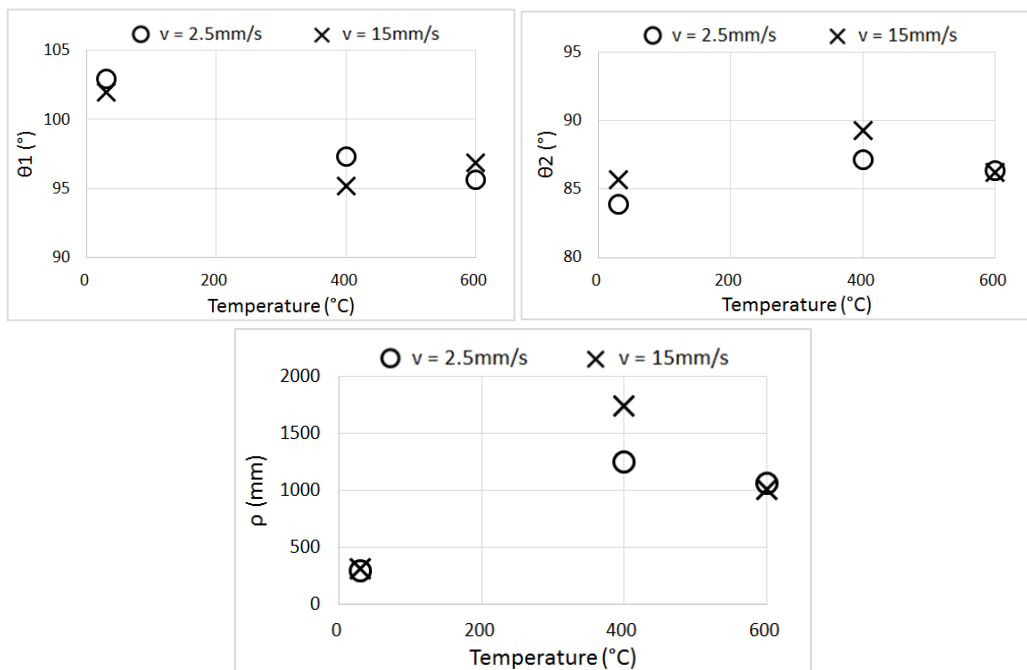 v = 2.5mm/s v = 15mm/s
105
100
95
90
θ1 (°)
0 200 400 600
Temperature (°C)
v = 2.5mm/s v = 15mm/s
95
90
85
80
θ2 (°)
0 200 400 600
Temperature (°C)
v = 2.5mm/s v = 15mm/s
2000
1500
1000
500
0
ρ (mm)
0 200 400 600
Temperature (°C)